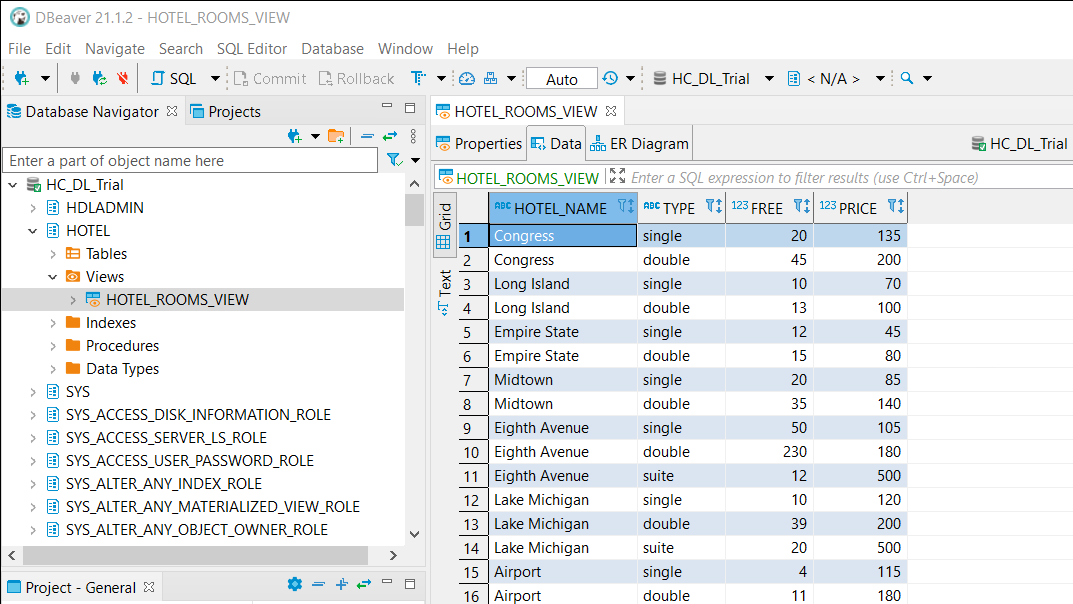 DBeaver 21.1.2 - HOTEL_ROOMS_VIEW
File Edit Navigate Search SQL Editor Database Window Help
SQL Commit Rollback T Auto HC_DL_Trial < N/A >
Database Navigator Projects
Enter a part of object name here
HC_DL_Trial
HDLADMIN
HOTEL
Tables
Views
HOTEL_ROOMS_VIEW
Indexes
Procedures
Data Types
SYS
SYS_ACCESS_DISK_INFORMATION_ROLE
SYS_ACCESS_SERVER_LS_ROLE
SYS_ACCESS_USER_PASSWORD_ROLE
SYS_ALTER_ANY_INDEX_ROLE
SYS_ALTER_ANY_MATERIALIZED_VIEW_ROLE
SYS_ALTER_ANY_OBJECT_OWNER_ROLE
Project - General
HOTEL_ROOMS_VIEW
Properties Data ER Diagram HC_DL_Trial
HOTEL_ROOMS_VIEW Enter a SQL expression to filter results (use Ctrl+Space)
Grid
Text
ABC HOTEL_NAME ABC TYPE 123 FREE 123 PRICE
1 Congress single 20 135
2 Congress double 45 200
3 Long Island single 10 70
4 Long Island double 13 100
5 Empire State single 12 45
6 Empire State double 15 80
7 Midtown single 20 85
8 Midtown double 35 140
9 Eighth Avenue single 50 105
10 Eighth Avenue double 230 180
11 Eighth Avenue suite 12 500
12 Lake Michigan single 10 120
13 Lake Michigan double 39 200
14 Lake Michigan suite 20 500
15 Airport single 4 115
16 Airport double 11 180